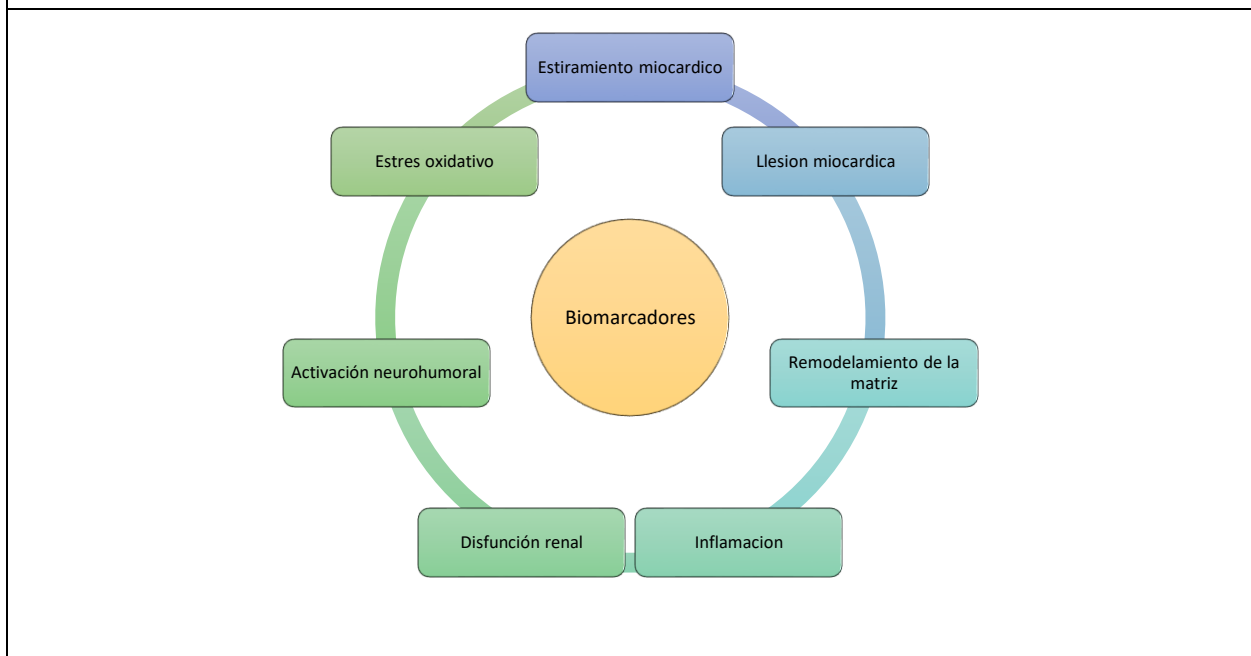 Estiramiento miocardico
Estres oxidativo
Llesion miocardica
Biomarcadores
Activación neurohumoral
Remodelamiento de la
matriz
Disfunción renal
Inflamacion